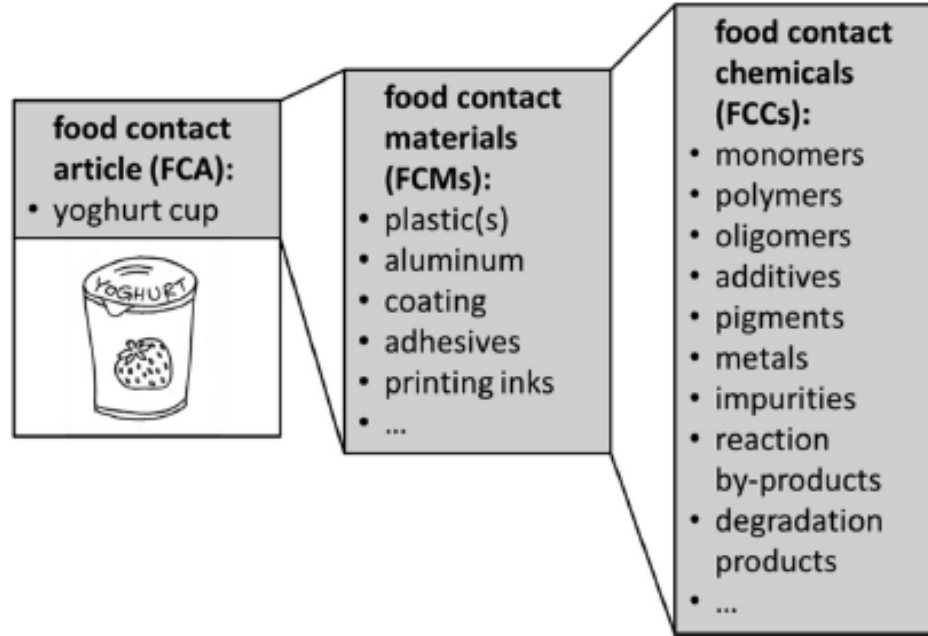 food contact
article (FCA):
• yoghurt cup
YOGHURT
food contact
materials
(FCMs):
• plastic(s)
• aluminum
• coating
• adhesives
• printing inks
• ...
food contact
chemicals
(FCCs):
• monomers
• polymers
• oligomers
• additives
• pigments
• metals
• impurities
• reaction
by-products
• degradation
products
• ...